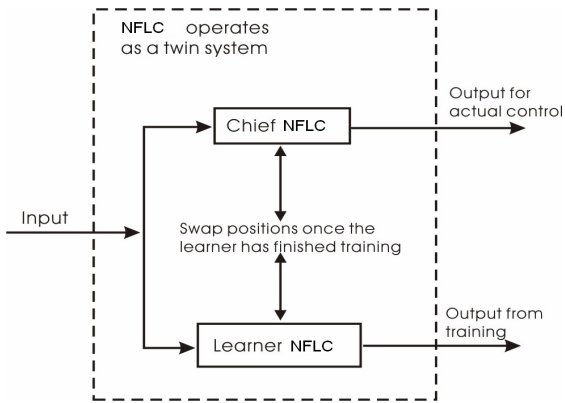 NFLC operates
as a twin system
Output for
actual control
Chief NFLC
Input
Swap positions once the
learner has finished training
Output from
training
Learner NFLC